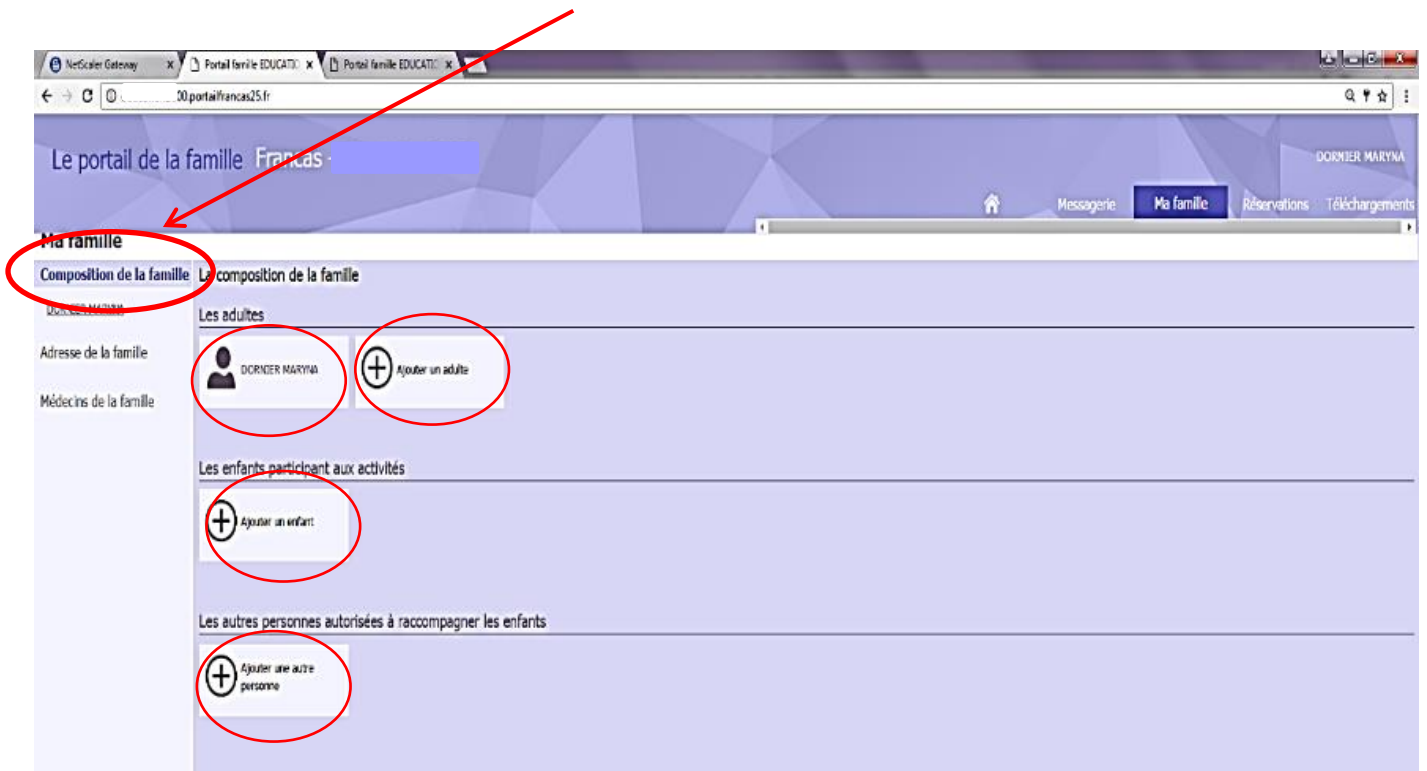 NetScaler Gateway x Portail famille EDUCATIO x Portail famille EDUCATIO x
00.portailfrancas25.fr
Le portail de la famille Francas -
DORNIER MARYNA
Messagerie Ma famille Réservations Téléchargements
Ma famille
Composition de la famille
DORNIER MARYNA
Adresse de la famille
Médecins de la famille
La composition de la famille
Les adultes
DORNIER MARYNA
Ajouter un adulte
Les enfants participant aux activités
Ajouter un enfant
Les autres personnes autorisées à raccompagner les enfants
Ajouter une autre
personne